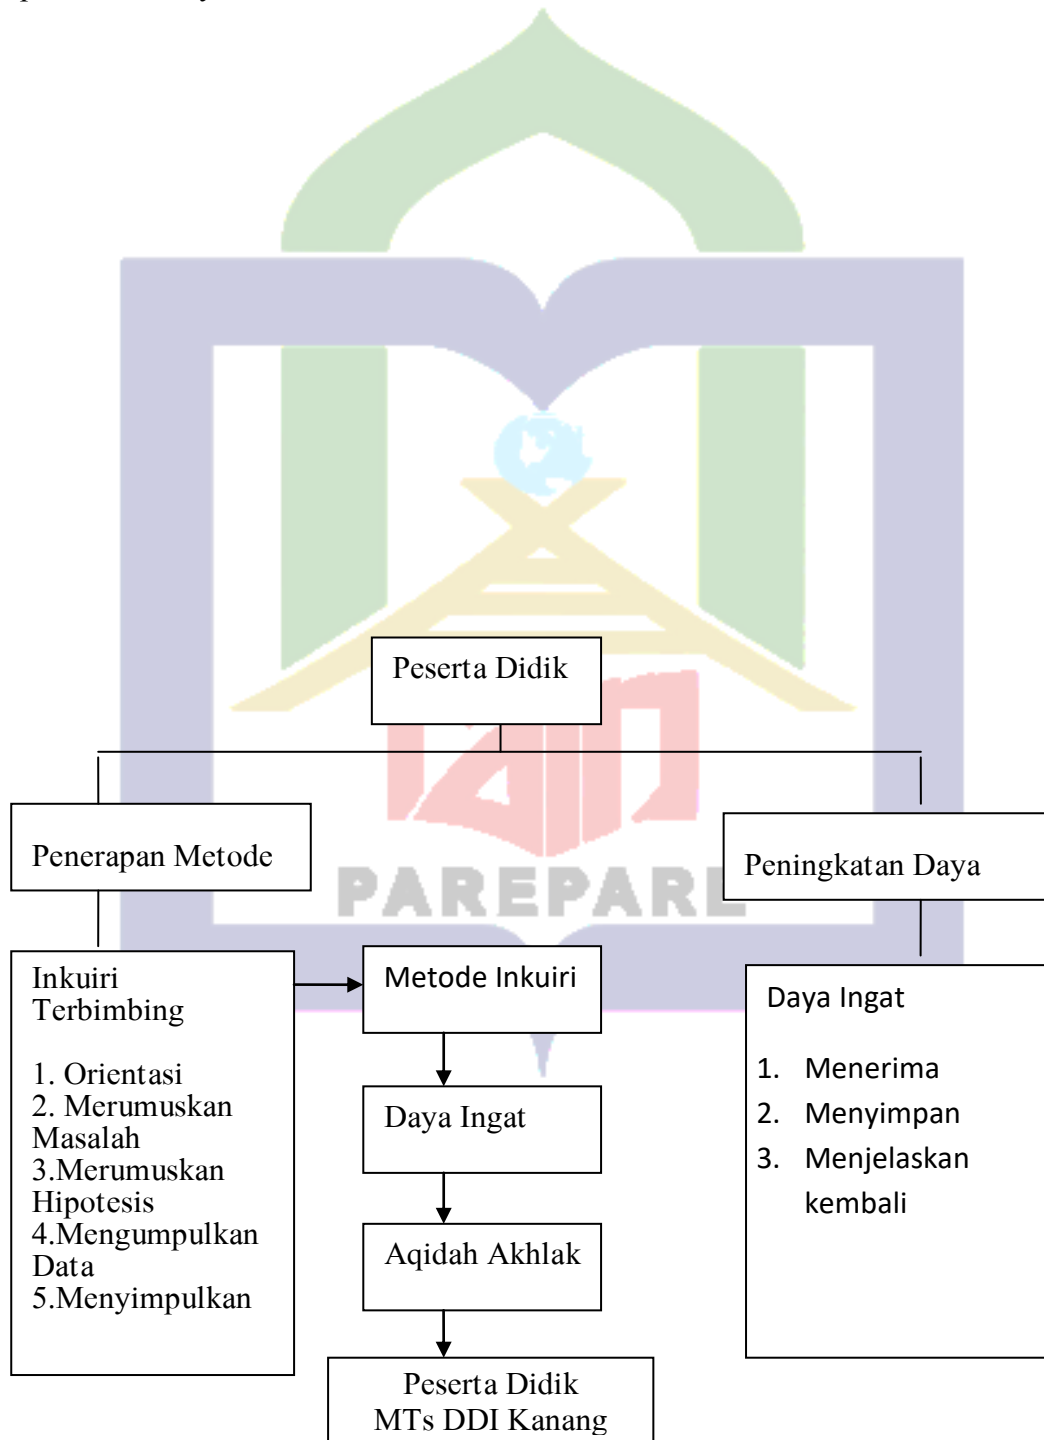 Peserta Didik
Penerapan Metode
Peningkatan Daya
PAREPARE
Inkuiri
Terbimbing
1. Orientasi
2. Merumuskan
Masalah
3.Merumuskan
Hipotesis
4.Mengumpulkan
Data
5.Menyimpulkan
Metode Inkuiri
Daya Ingat
Aqidah Akhlak
Peserta Didik
MTs DDI Kanang
Daya Ingat
1. Menerima
2. Menyimpan
3. Menjelaskan
kembali